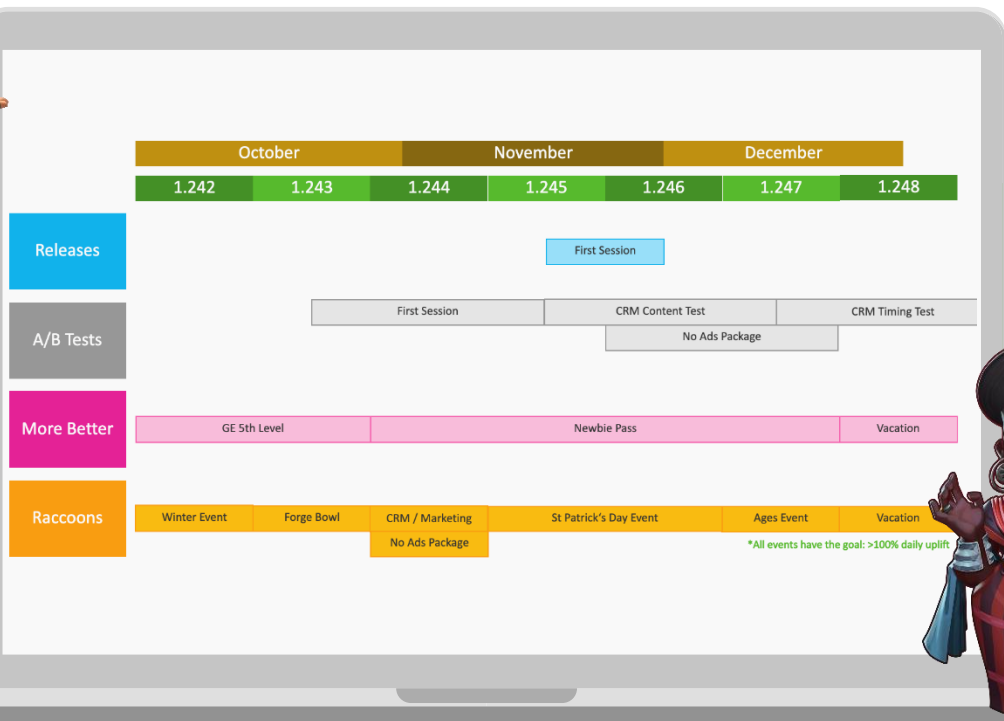 October November December
1.242 1.243 1.244 1.245 1.246 1.247 1.248
Releases
First Session
A/B Tests
First Session CRM Content Test CRM Timing Test
No Ads Package
More Better
GE 5th Level Newbie Pass Vacation
Raccoons
Winter Event Forge Bowl CRM / Marketing St Patrick's Day Event Ages Event Vacation
No Ads Package
*All events have the goal: >100% daily uplift